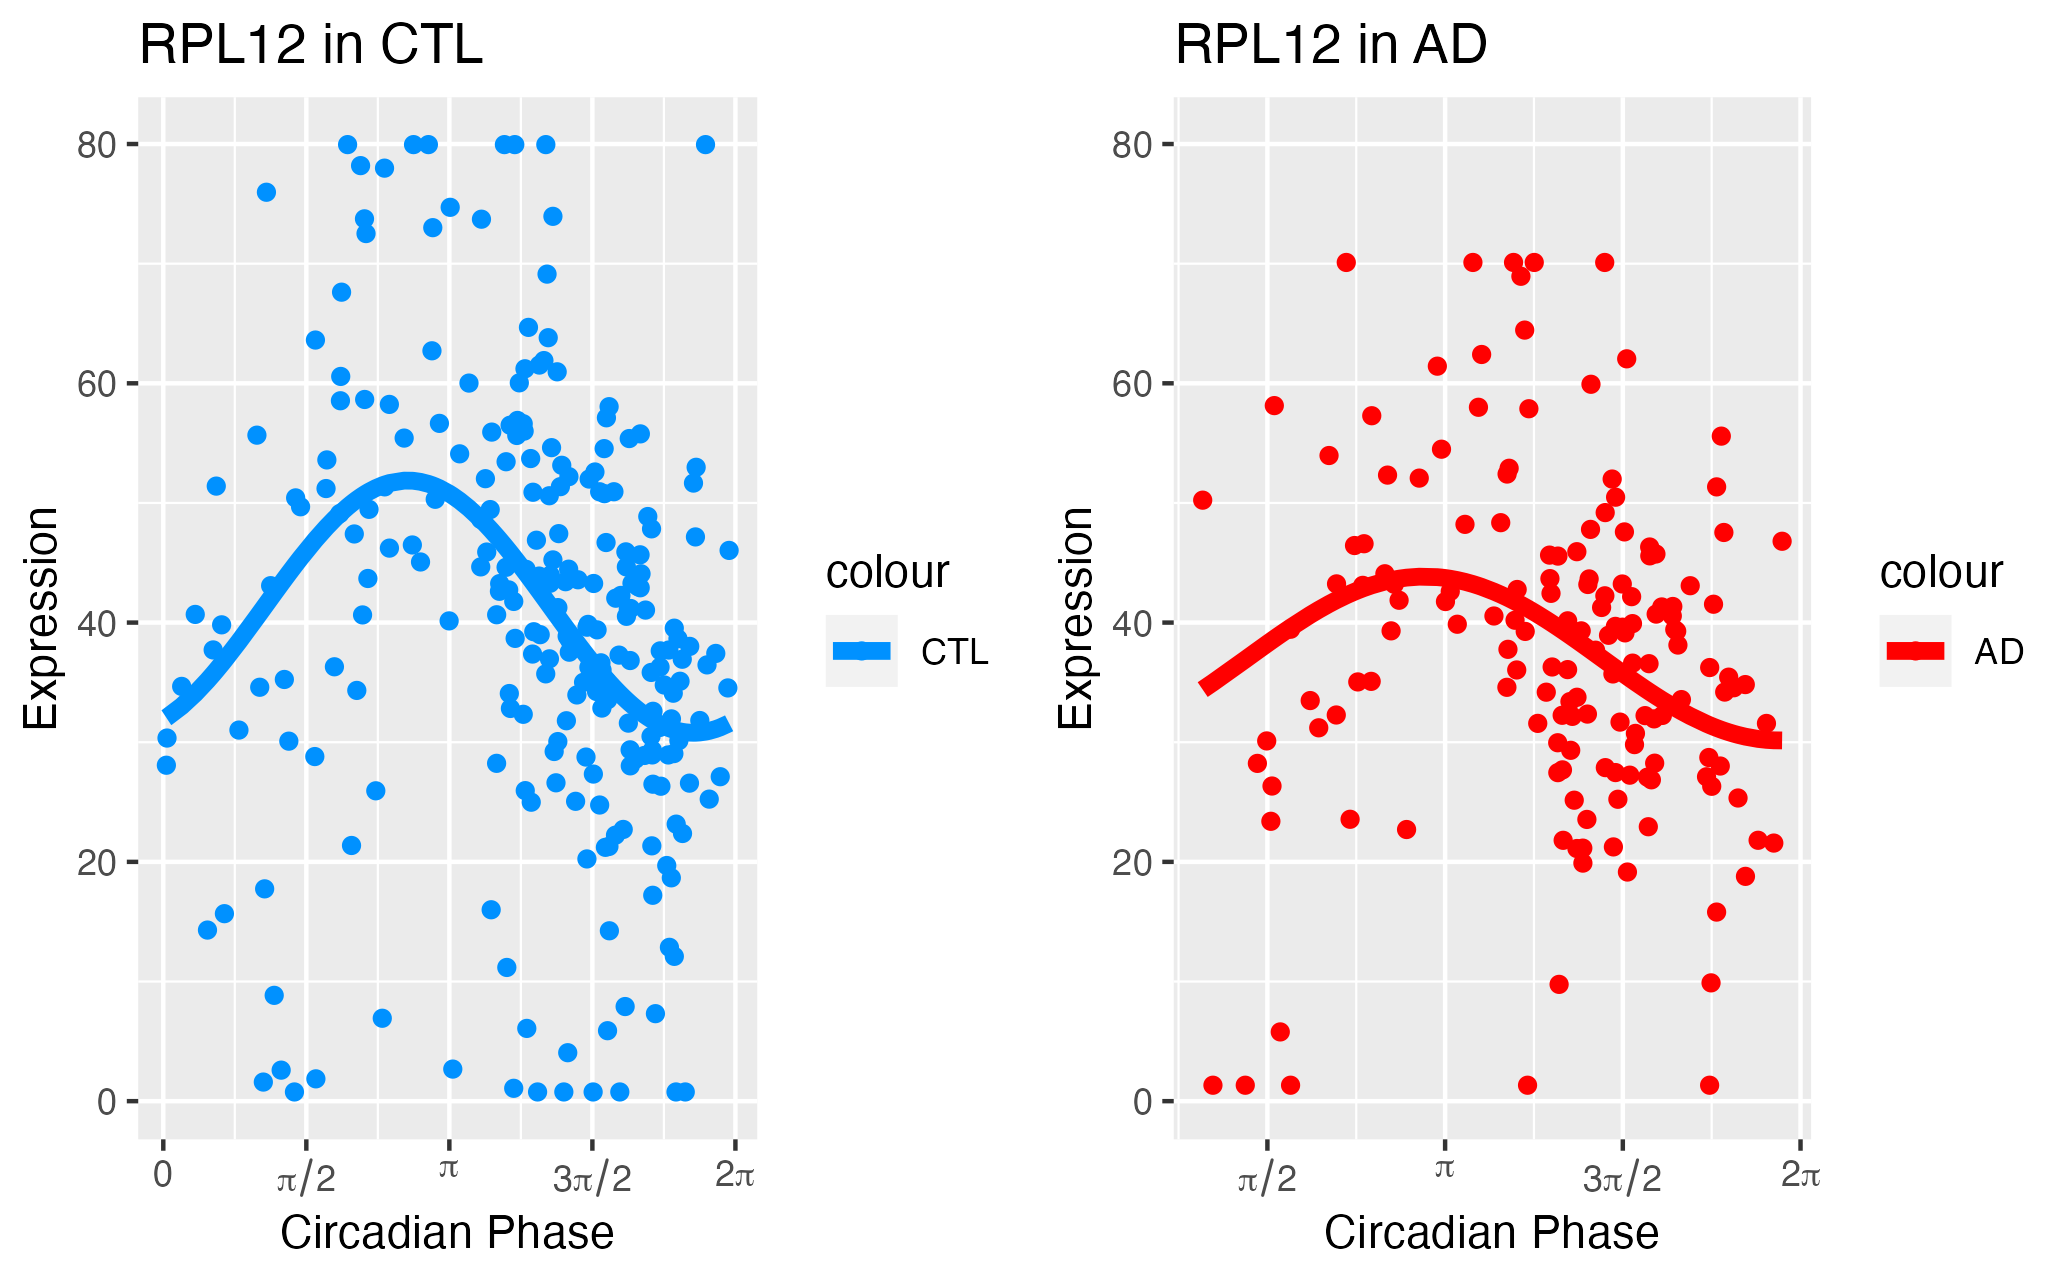 RPL12 in CTL
80
60
40
20
0
Expression
0 π/2 π 3π/2 2π
Circadian Phase
colour
CTL
RPL12 in AD
80
60
40
20
0
Expression
π/2 π 3π/2 2π
Circadian Phase
colour
AD